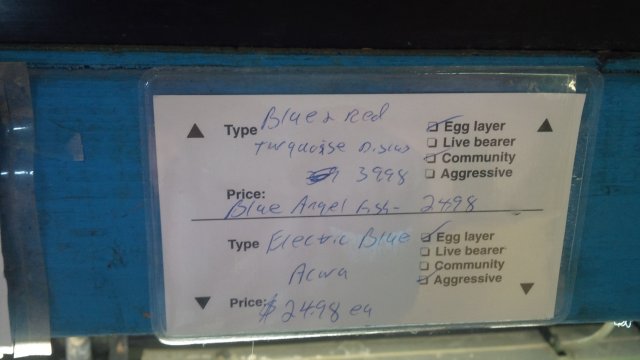 Type Blue & Red ☑ Egg layer
Turquoise Discus ☐ Live bearer
3998 ☑ Community
☐ Aggressive
Price:
Blue Angel Fish- 2498
Type Electric Blue ☑ Egg layer
☐ Live bearer
Acara ☐ Community
☑ Aggressive
Price: $24.98 ea